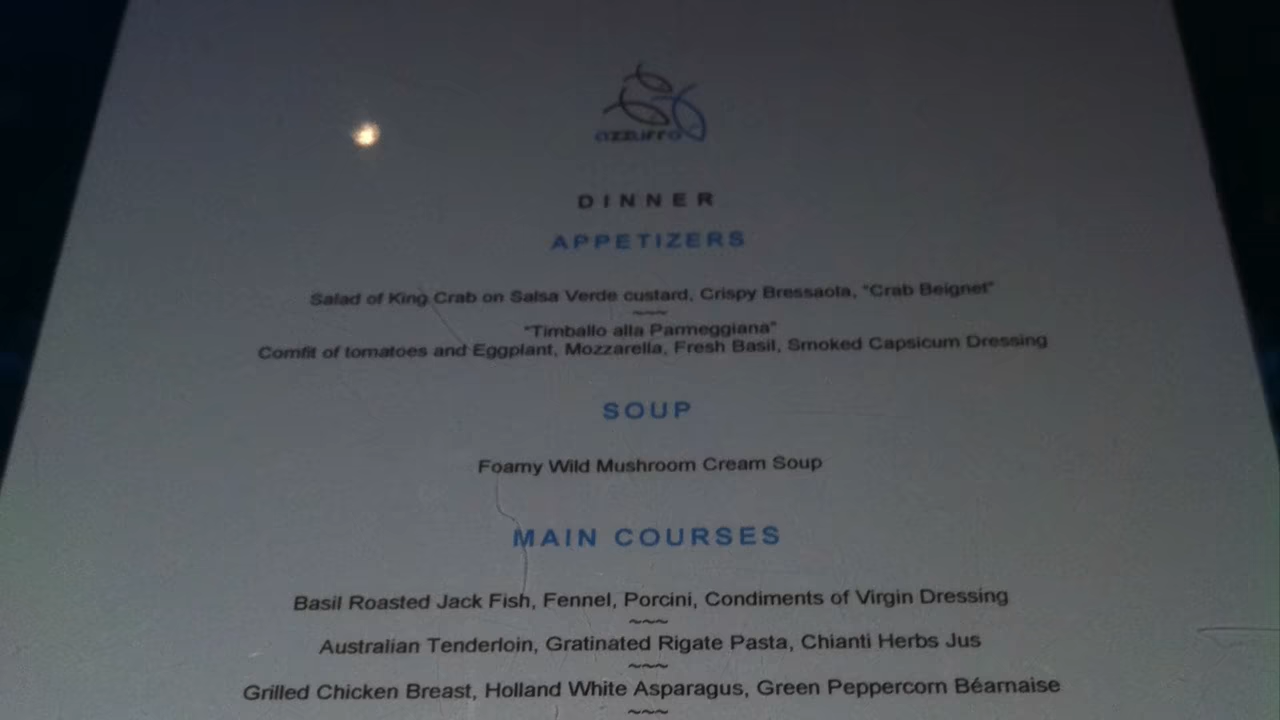 azzurro
DINNER
APPETIZERS
Salad of King Crab on Salsa Verde custard, Crispy Bressaola, "Crab Beignet"
~~~
"Timballo alla Parmeggiana"
Comfit of tomatoes and Eggplant, Mozzarella, Fresh Basil, Smoked Capsicum Dressing
SOUP
Foamy Wild Mushroom Cream Soup
MAIN COURSES
Basil Roasted Jack Fish, Fennel, Porcini, Condiments of Virgin Dressing
~~~
Australian Tenderloin, Gratinated Rigate Pasta, Chianti Herbs Jus
~~~
Grilled Chicken Breast, Holland White Asparagus, Green Peppercorn Béarnaise
~~~